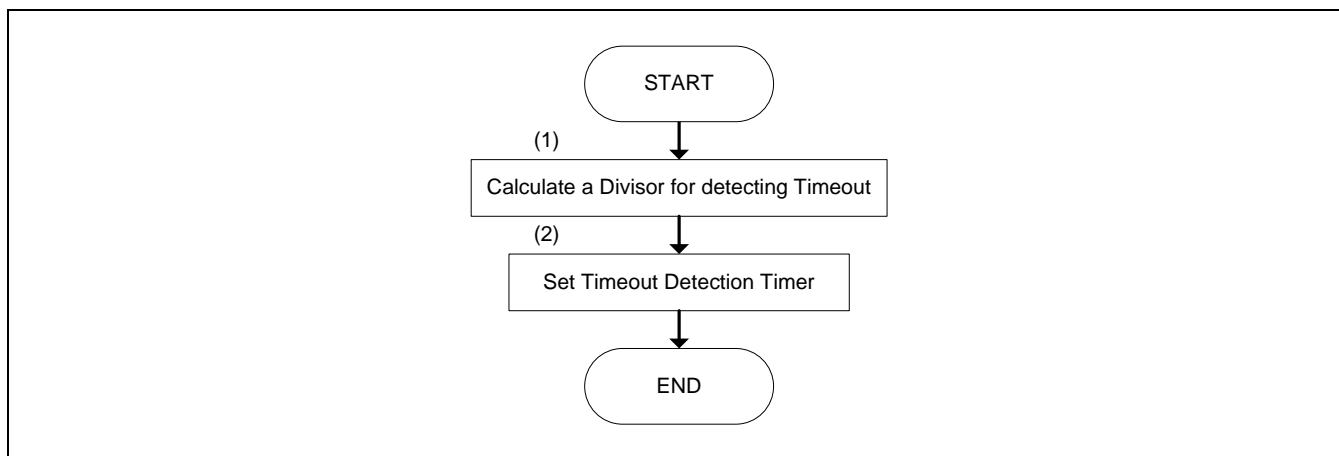 START
(1)
Calculate a Divisor for detecting Timeout
(2)
Set Timeout Detection Timer
END